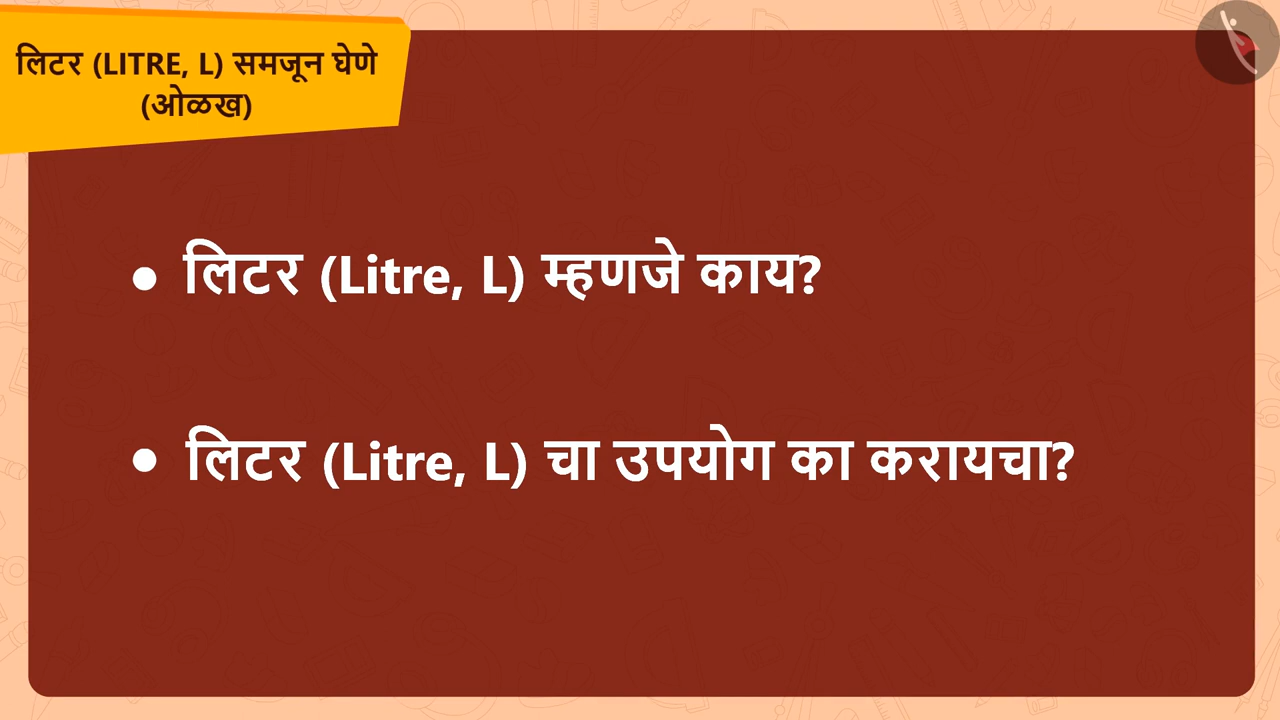 लिटर (LITRE, L) समजून घेणे
(ओळख)
• लिटर (Litre, L) म्हणजे काय?
• लिटर (Litre, L) चा उपयोग का करायचा?